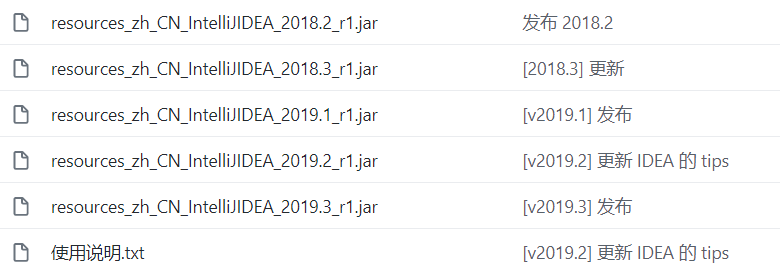 resources_zh_CN_IntelliJIDEA_2018.2_r1.jar 发布 2018.2
resources_zh_CN_IntelliJIDEA_2018.3_r1.jar [2018.3] 更新
resources_zh_CN_IntelliJIDEA_2019.1_r1.jar [v2019.1] 发布
resources_zh_CN_IntelliJIDEA_2019.2_r1.jar [v2019.2] 更新 IDEA 的 tips
resources_zh_CN_IntelliJIDEA_2019.3_r1.jar [v2019.3] 发布
使用说明.txt [v2019.2] 更新 IDEA 的 tips